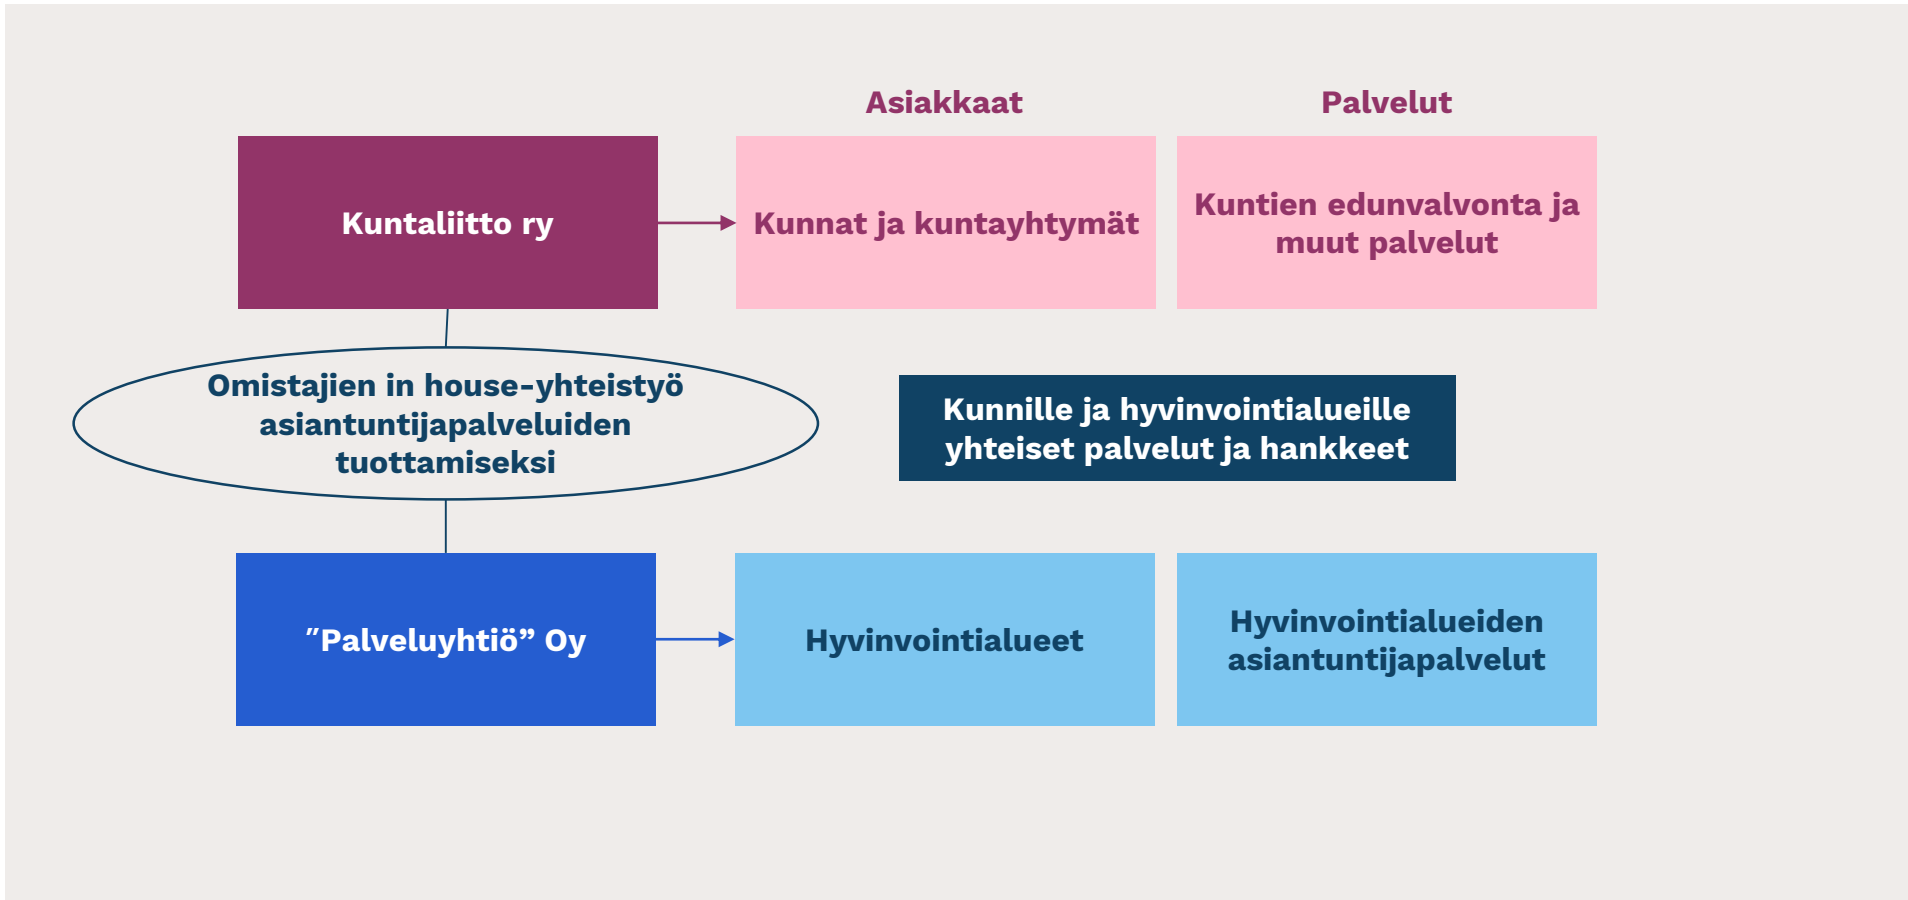 Asiakkaat
Palvelut
Kuntaliitto ry
Kunnat ja kuntayhtymät
Kuntien edunvalvonta ja
muut palvelut
Omistajien in house-yhteistyö
asiantuntijapalveluiden
tuottamiseksi
Kunnille ja hyvinvointialueille
yhteiset palvelut ja hankkeet
″Palveluyhtiö” Oy
Hyvinvointialueet
Hyvinvointialueiden
asiantuntijapalvelut